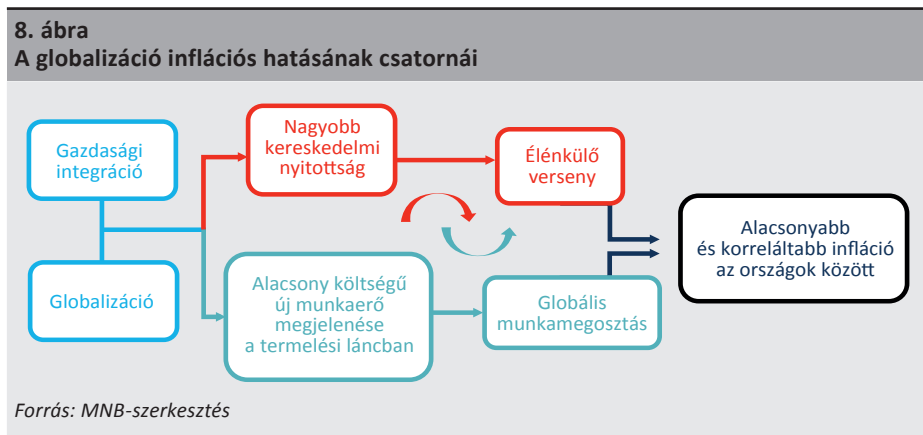 8. ábra
A globalizáció inflációs hatásának csatornái
Gazdasági
integráció
Globalizáció
Nagyobb
kereskedelmi
nyitottság
Élénkülő
verseny
Alacsony költségű
új munkaerő
megjelenése
a termelési láncban
Globális
munkamegosztás
Alacsonyabb
és korreláltabb infláció
az országok között
Forrás: MNB-szerkesztés